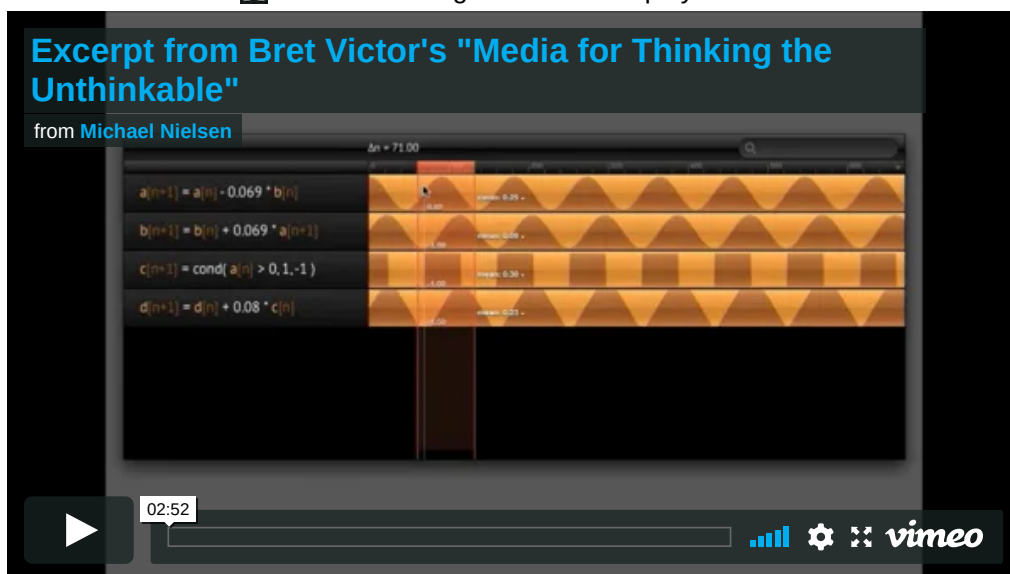 Excerpt from Bret Victor's "Media for Thinking the
Unthinkable"
from Michael Nielsen
Δn = 71.00
a[n+1] = a[n] - 0.069 * b[n]
b[n+1] = b[n] + 0.069 * a[n+1]
c[n+1] = cond( a[n] > 0, 1, -1 )
d[n+1] = d[n] + 0.08 * c[n]
02:52
vimeo